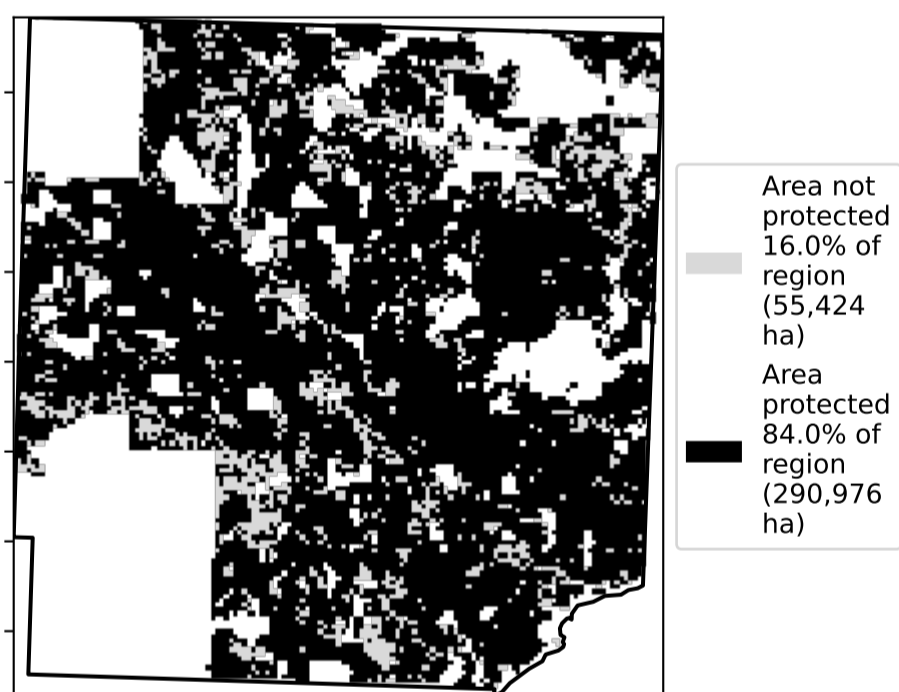 Area not
protected
16.0% of
region
(55,424
ha)
Area
protected
84.0% of
region
(290,976
ha)